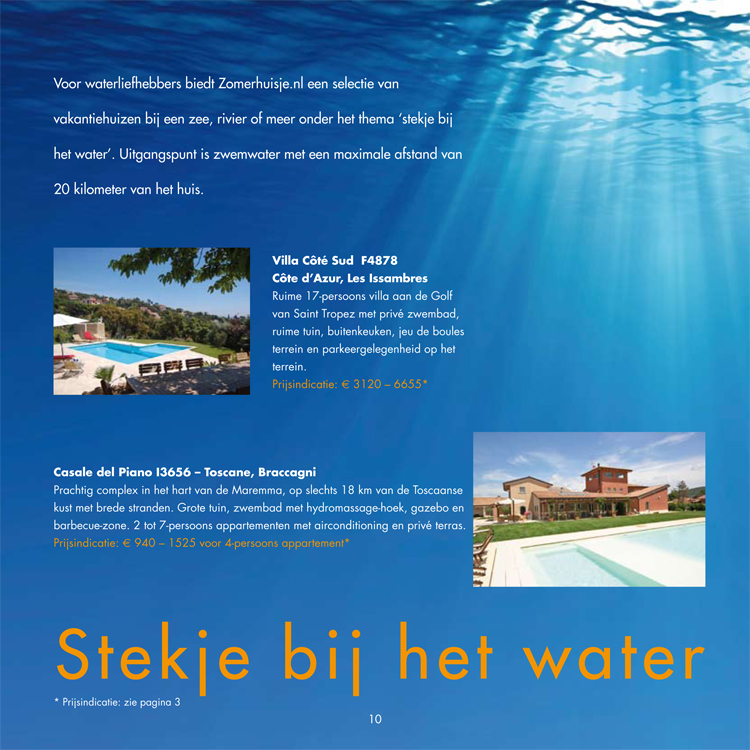 Voor waterliefhebbers biedt Zomerhuisje.nl een selectie van
vakantiehuizen bij een zee, rivier of meer onder het thema ‘stekje bij
het water’. Uitgangspunt is zwemwater met een maximale afstand van
20 kilometer van het huis.
Villa Côté Sud F4878
Côte d’Azur, Les Issambres
Ruime 17-persoons villa aan de Golf
van Saint Tropez met privé zwembad,
ruime tuin, buitenkeuken, jeu de boules
terrein en parkeergelegenheid op het
terrein.
Prijsindicatie: € 3120 – 6655*
Casale del Piano I3656 – Toscane, Braccagni
Prachtig complex in het hart van de Maremma, op slechts 18 km van de Toscaanse
kust met brede stranden. Grote tuin, zwembad met hydromassage-hoek, gazebo en
barbecue-zone. 2 tot 7-persoons appartementen met airconditioning en privé terras.
Prijsindicatie: € 940 – 1525 voor 4-persoons appartement*
Stekje bij het water
* Prijsindicatie: zie pagina 3
10